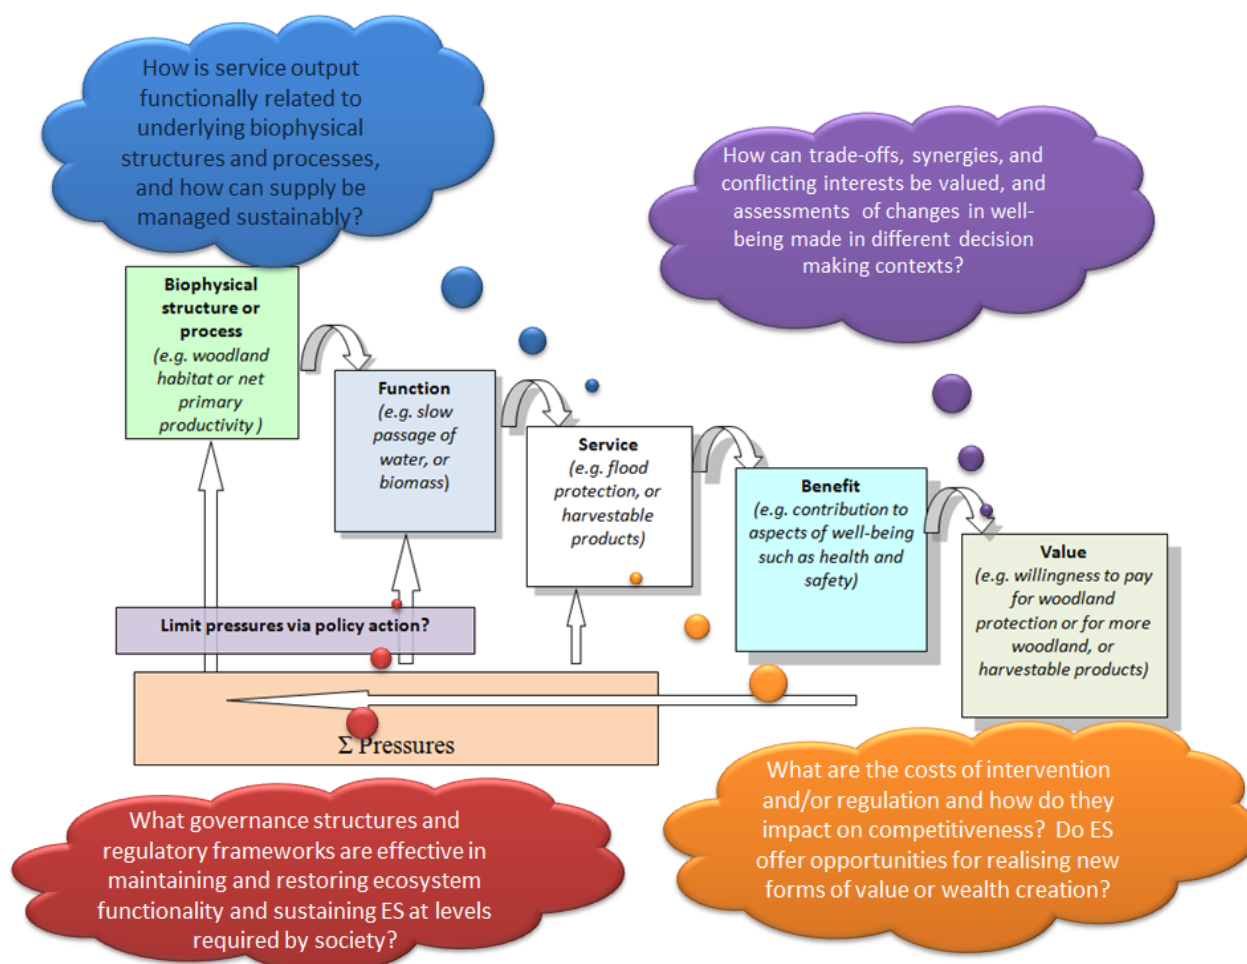 How is service output
functionally related to
underlying biophysical
structures and processes,
and how can supply be
managed sustainably?
How can trade-offs, synergies, and
conflicting interests be valued, and
assessments of changes in well-
being made in different decision
making contexts?
Biophysical
structure or
process
(e.g. woodland
habitat or net
primary
productivity )
Function
(e.g. slow
passage of
water, or
biomass)
Service
(e.g. flood
protection, or
harvestable
products)
Benefit
(e.g. contribution to
aspects of well-being
such as health and
safety)
Value
(e.g. willingness to pay
for woodland
protection or for more
woodland, or
harvestable products)
Limit pressures via policy action?
Σ Pressures
What governance structures and
regulatory frameworks are effective in
maintaining and restoring ecosystem
functionality and sustaining ES at levels
required by society?
What are the costs of intervention
and/or regulation and how do they
impact on competitiveness? Do ES
offer opportunities for realising new
forms of value or wealth creation?